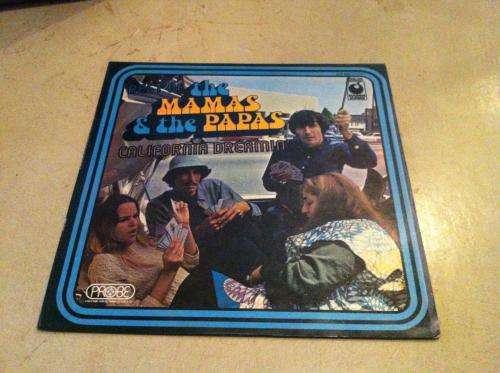 the
MAMAS
& the PAPAS
CALIFORNIA DREAMIN
PROBE